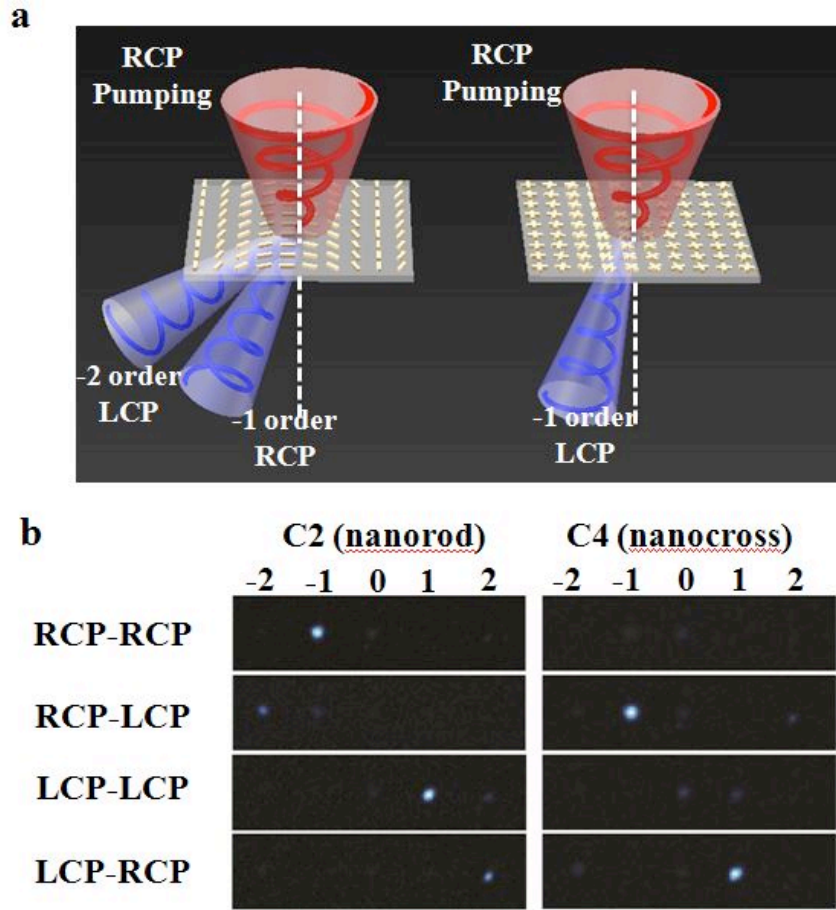 a
RCP
Pumping
RCP
Pumping
-2 order
LCP
-1 order
RCP
-1 order
LCP
b
C2 (nanorod)
C4 (nanocross)
-2 -1 0 1 2
-2 -1 0 1 2
RCP-RCP
RCP-LCP
LCP-LCP
LCP-RCP